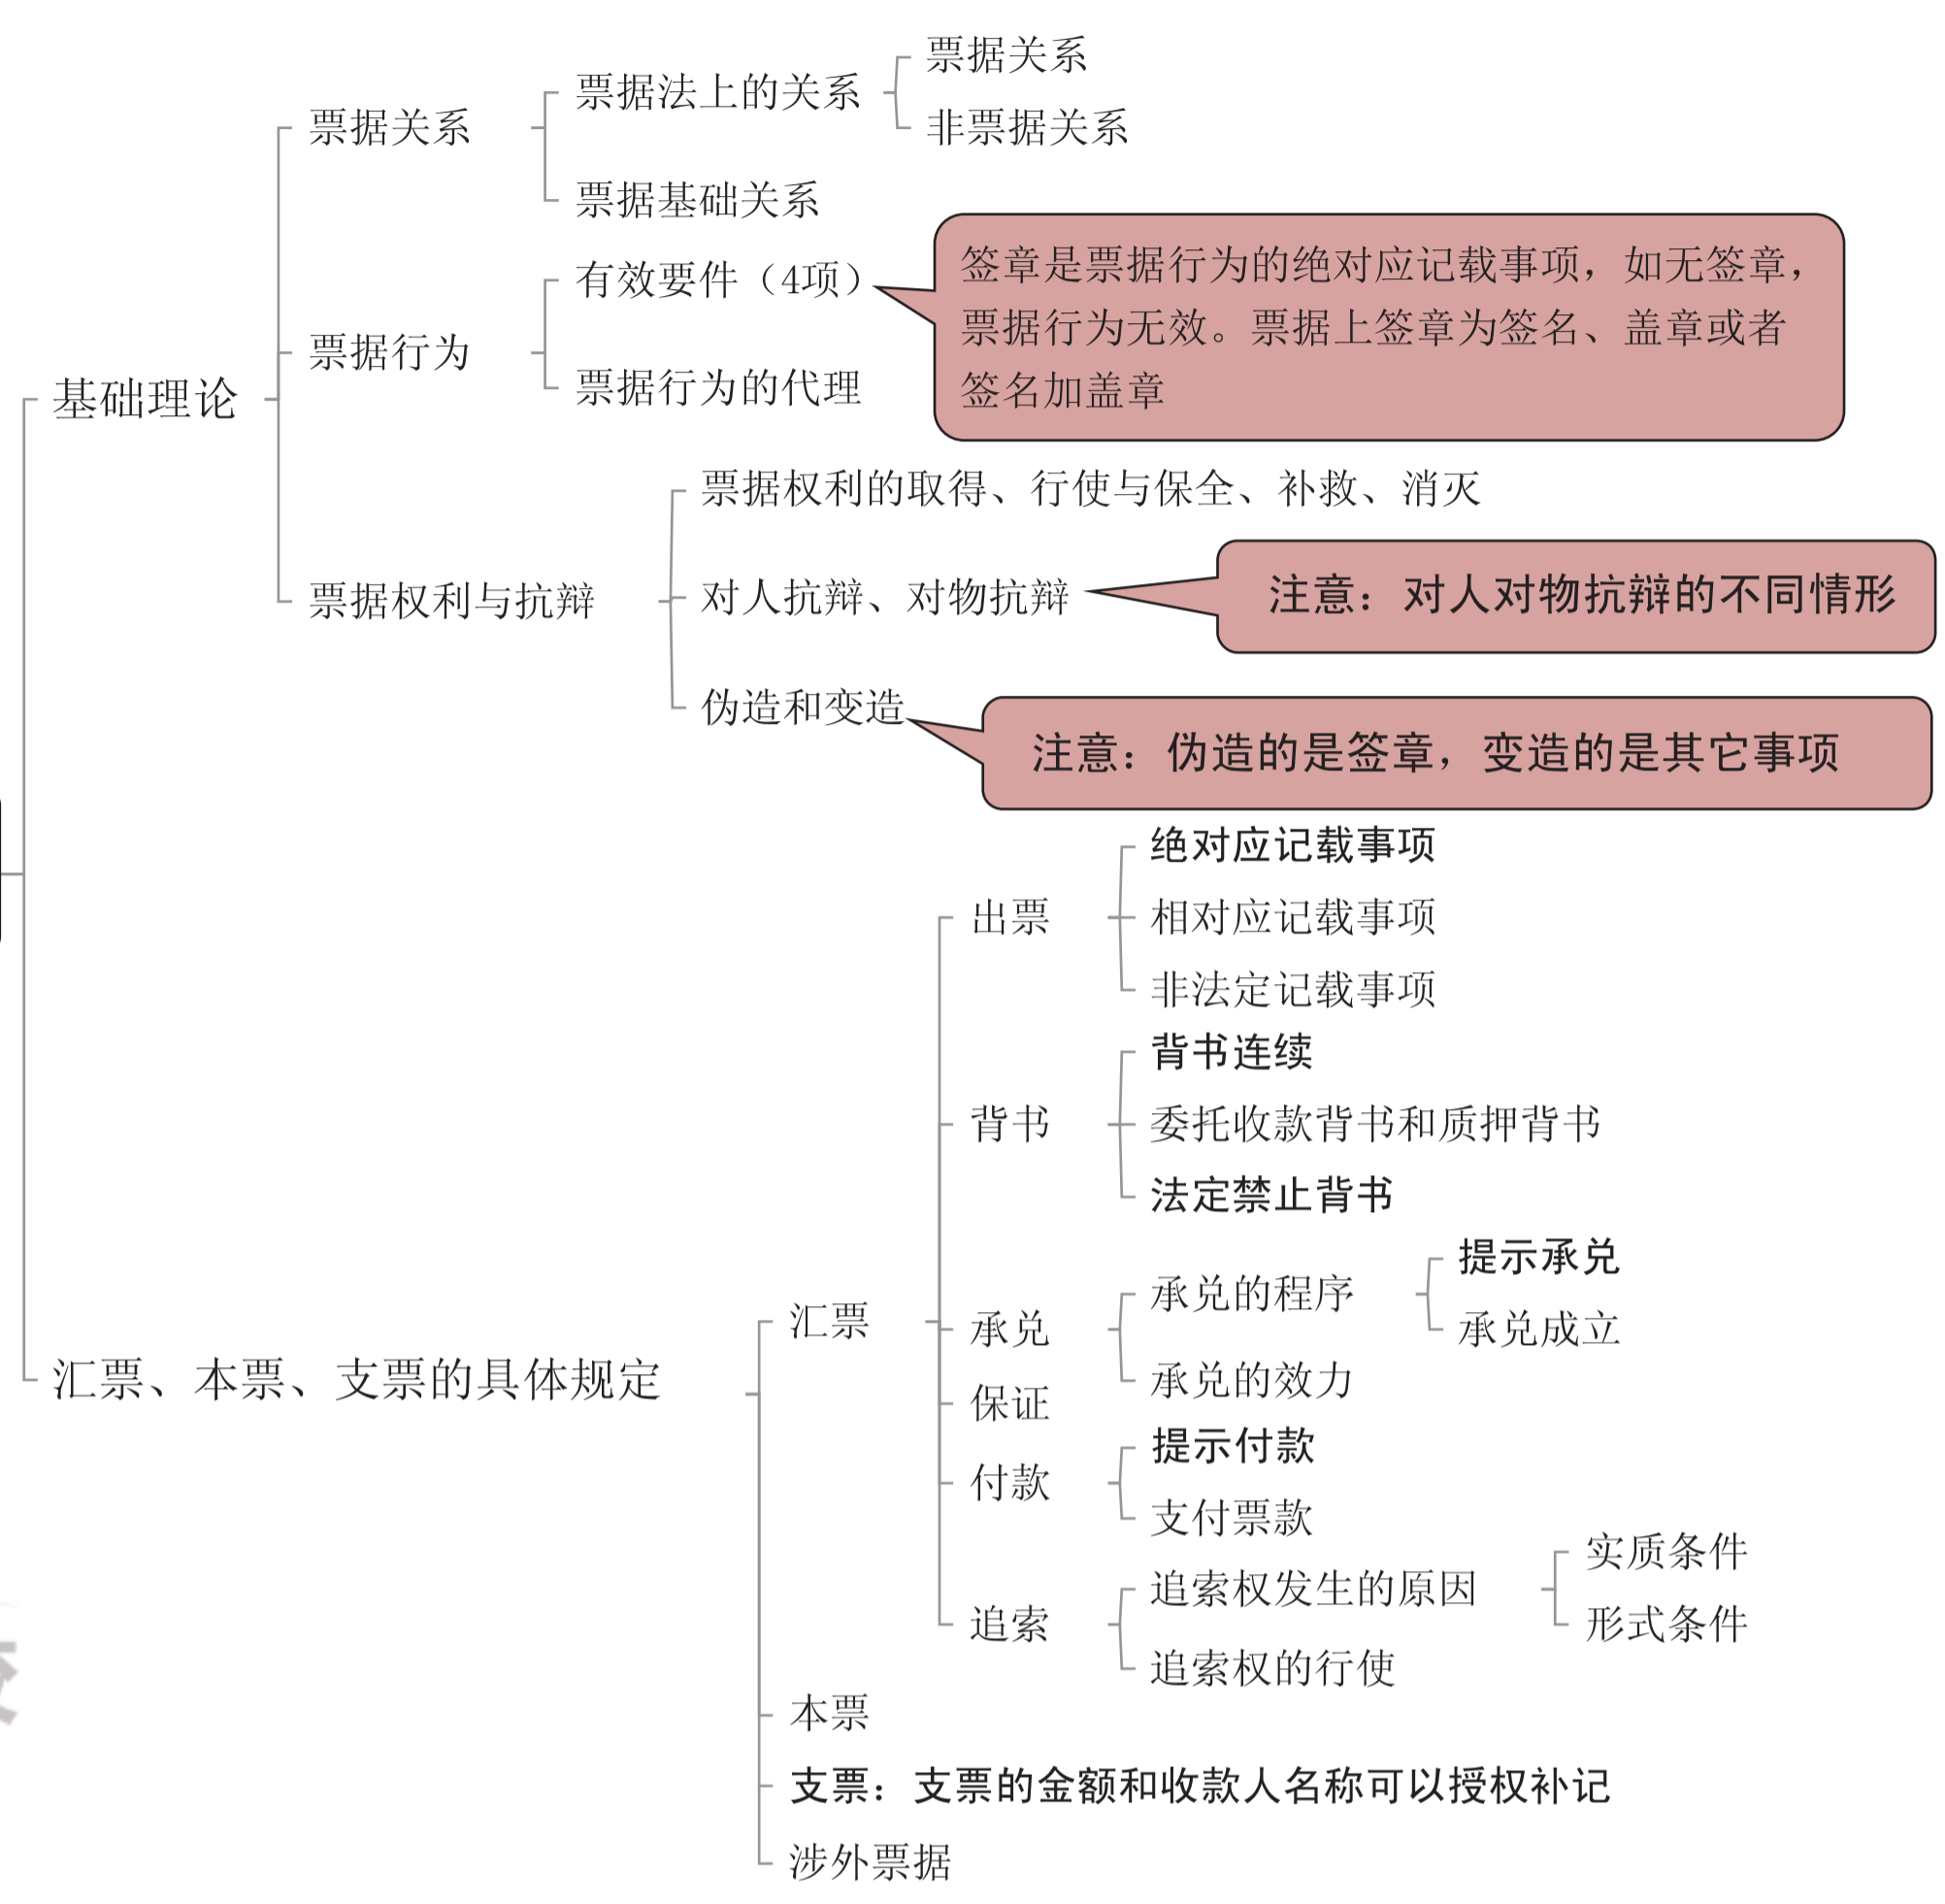 票据关系
票据法上的关系
非票据关系
票据关系
票据基础关系
有效要件（4项）
签章是票据行为的绝对应记载事项，如无签章，
票据行为无效。票据上签章为签名、盖章或者
签名加盖章
票据行为
票据行为的代理
基础理论
票据权利的取得、行使与保全、补救、消灭
对人抗辩、对物抗辩
注意：对人对物抗辩的不同情形
票据权利与抗辩
伪造和变造
注意：伪造的是签章，变造的是其它事项
绝对应记载事项
出票
相对应记载事项
非法定记载事项
背书连续
背书
委托收款背书和质押背书
法定禁止背书
提示承兑
承兑的程序
汇票
承兑
承兑成立
汇票、本票、支票的具体规定
承兑的效力
保证
提示付款
付款
支付票款
实质条件
追索权发生的原因
追索
形式条件
追索权的行使
本票
支票：支票的金额和收款人名称可以授权补记
涉外票据